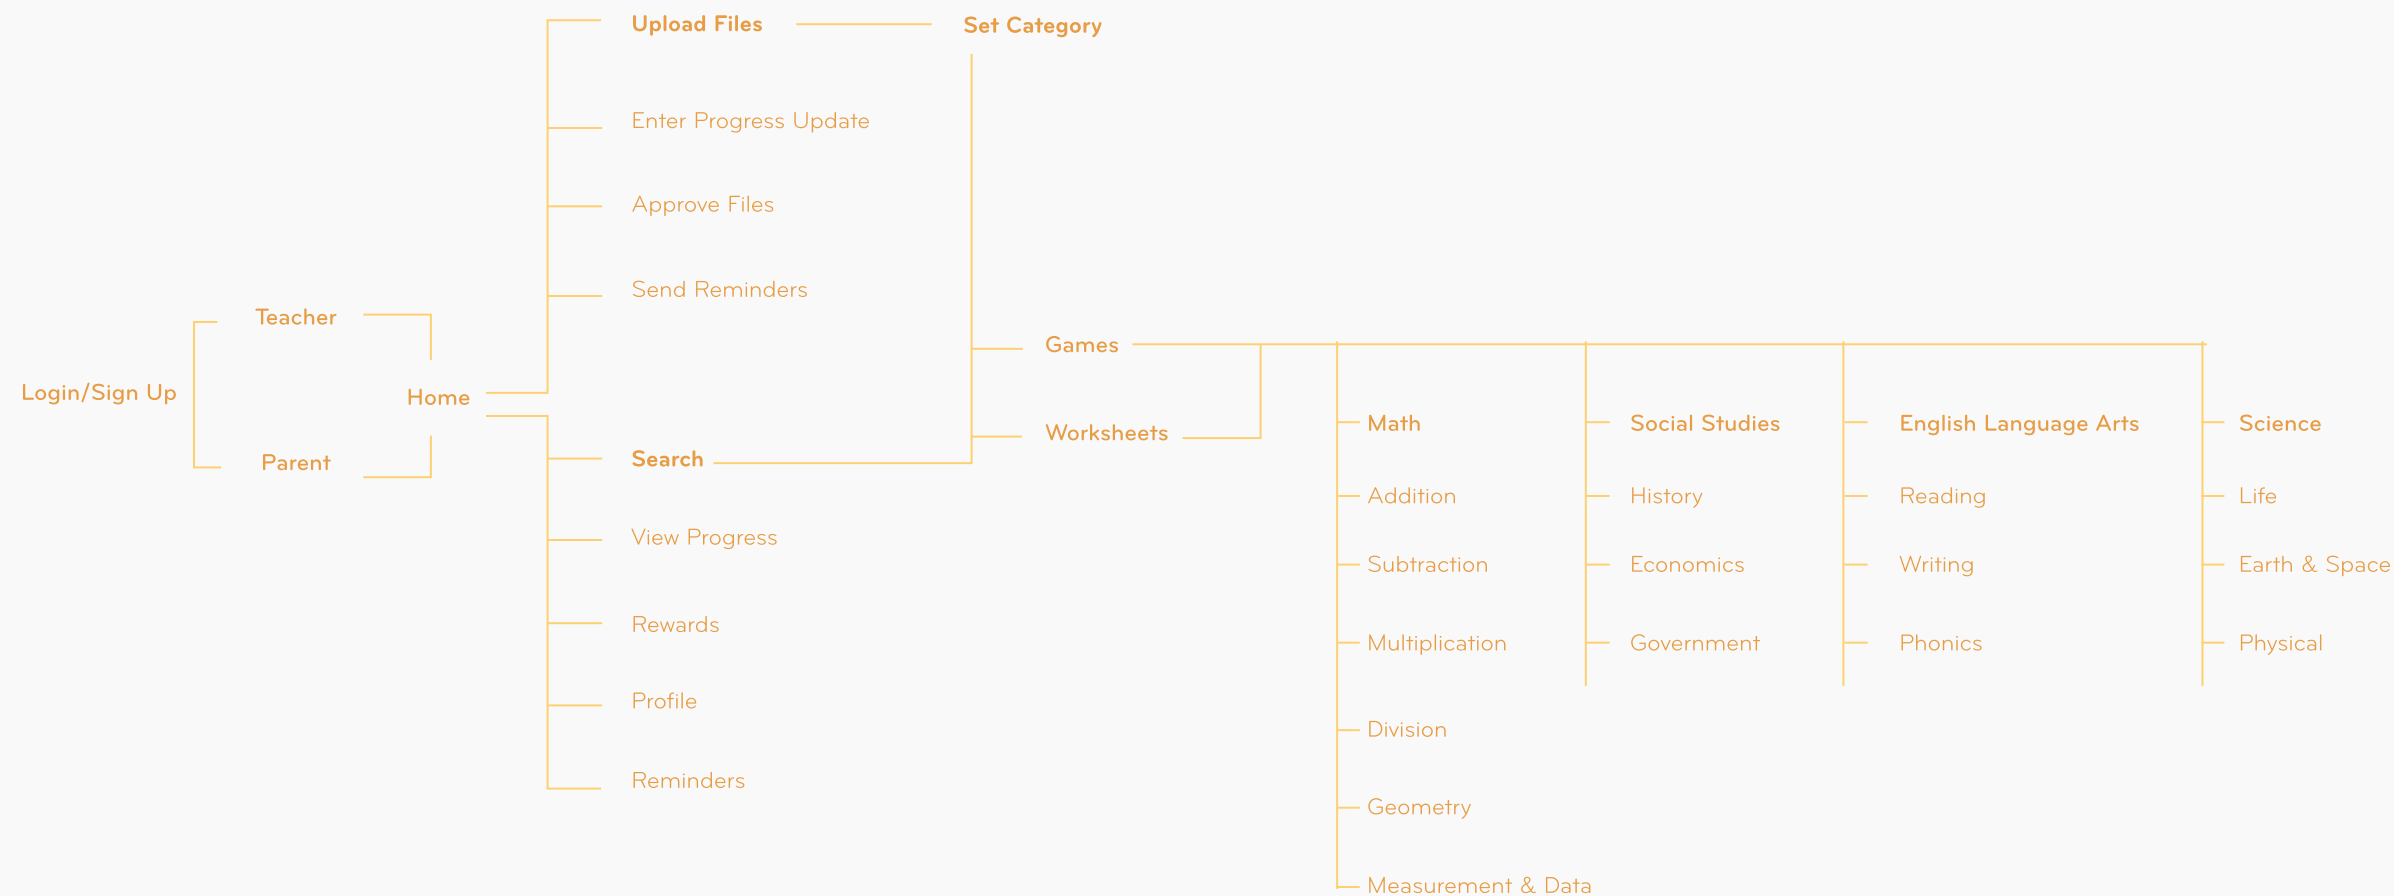 Login/Sign Up
Teacher
Parent
Home
Upload Files
Enter Progress Update
Approve Files
Send Reminders
Search
View Progress
Rewards
Profile
Reminders
Set Category
Games
Worksheets
Math
Addition
Subtraction
Multiplication
Division
Geometry
Measurement & Data
Social Studies
History
Economics
Government
English Language Arts
Reading
Writing
Phonics
Science
Life
Earth & Space
Physical